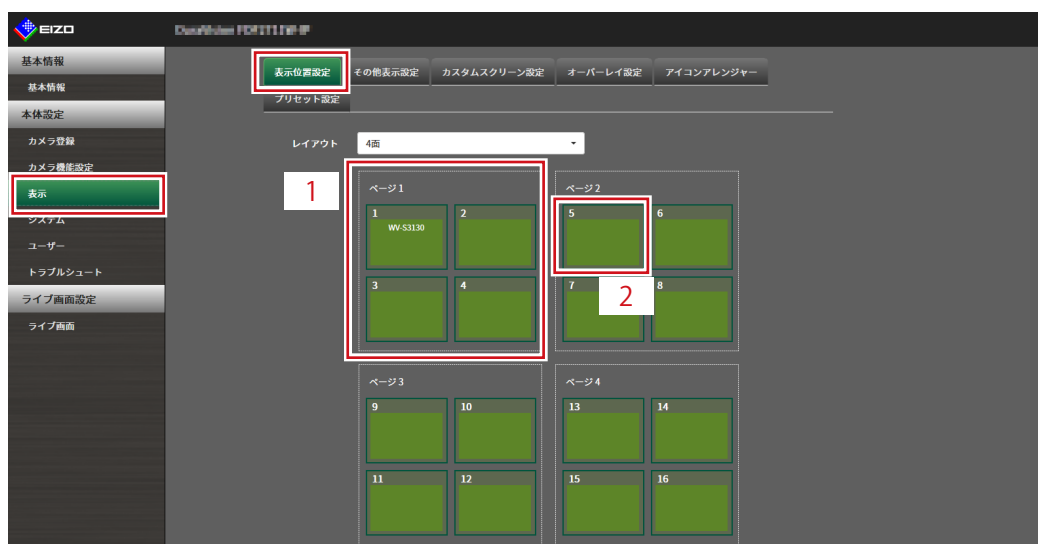 EIZO
基本情報
基本情報
本体設定
カメラ登録
カメラ機能設定
表示
システム
ユーザー
トラブルシュート
ライブ画面設定
ライブ画面
表示位置設定 その他表示設定 カスタムスクリーン設定 オーバーレイ設定 アイコンアレンジャー
プリセット設定
レイアウト 4面
1
ページ 1
1 2
WV-S3130
3 4
ページ 2
5 6
7 8
2
ページ 3
9 10
11 12
ページ 4
13 14
15 16